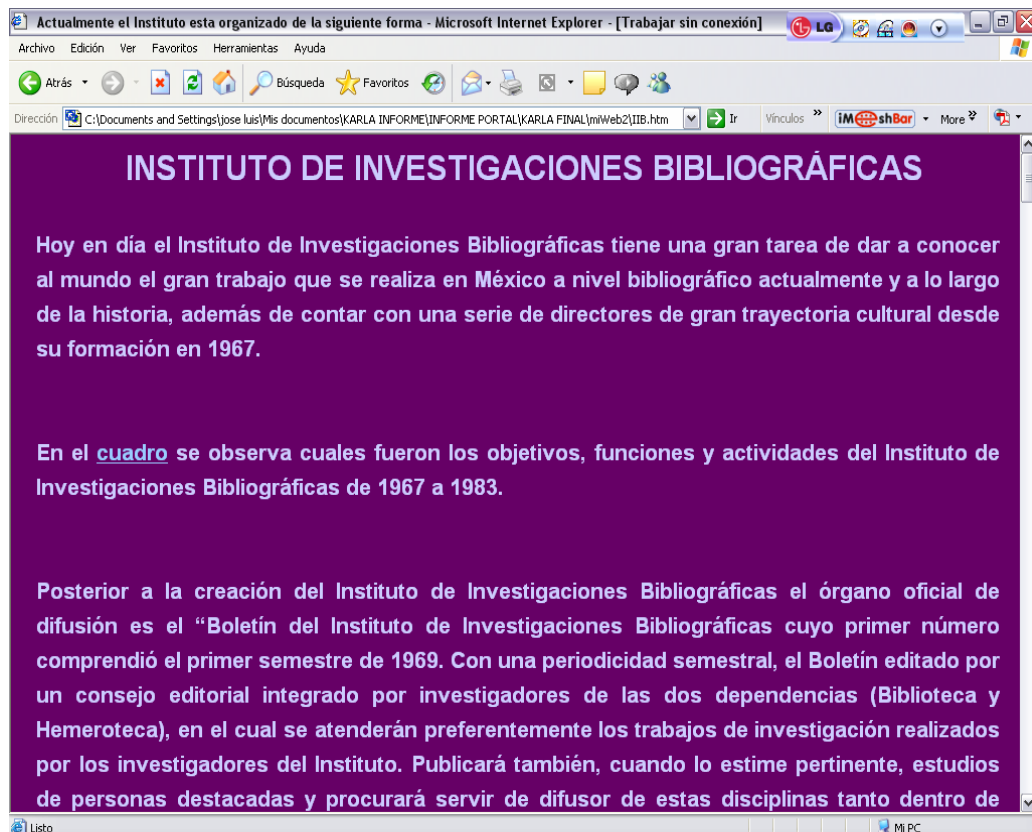 Actualmente el Instituto esta organizado de la siguiente forma - Microsoft Internet Explorer - [Trabajar sin conexión]
LG
Archivo Edición Ver Favoritos Herramientas Ayuda
Atrás Búsqueda Favoritos
Dirección C:\Documents and Settings\jose luis\Mis documentos\KARLA INFORME\INFORME PORTAL\KARLA FINAL\miWeb2\IIB.htm Ir Vínculos » iMeshBar More »
INSTITUTO DE INVESTIGACIONES BIBLIOGRÁFICAS
Hoy en día el Instituto de Investigaciones Bibliográficas tiene una gran tarea de dar a conocer
al mundo el gran trabajo que se realiza en México a nivel bibliográfico actualmente y a lo largo
de la historia, además de contar con una serie de directores de gran trayectoria cultural desde
su formación en 1967.
En el cuadro se observa cuales fueron los objetivos, funciones y actividades del Instituto de
Investigaciones Bibliográficas de 1967 a 1983.
Posterior a la creación del Instituto de Investigaciones Bibliográficas el órgano oficial de
difusión es el “Boletín del Instituto de Investigaciones Bibliográficas cuyo primer número
comprendió el primer semestre de 1969. Con una periodicidad semestral, el Boletín editado por
un consejo editorial integrado por investigadores de las dos dependencias (Biblioteca y
Hemeroteca), en el cual se atenderán preferentemente los trabajos de investigación realizados
por los investigadores del Instituto. Publicará también, cuando lo estime pertinente, estudios
de personas destacadas y procurará servir de difusor de estas disciplinas tanto dentro de
Listo Mi PC